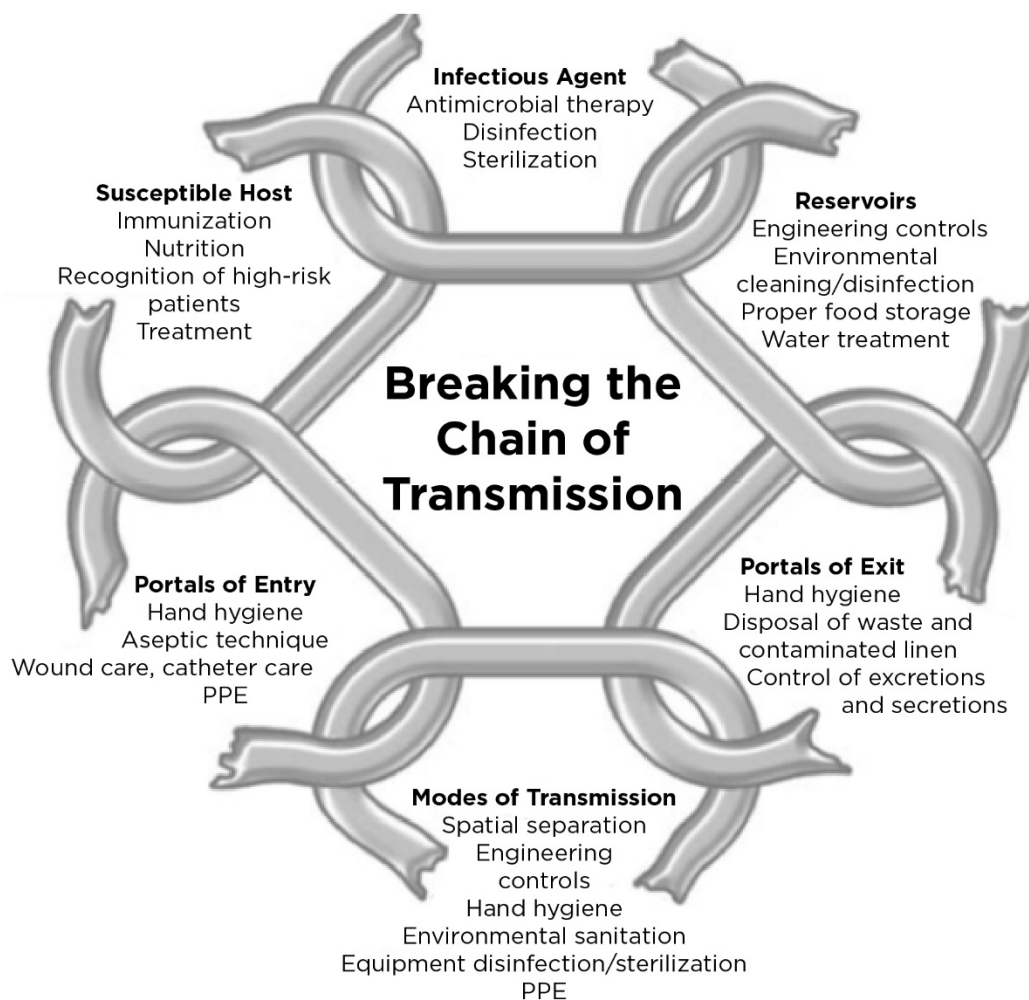 Infectious Agent
Antimicrobial therapy
Disinfection
Sterilization
Susceptible Host
Immunization
Nutrition
Recognition of high-risk
patients
Treatment
Reservoirs
Engineering controls
Environmental
cleaning/disinfection
Proper food storage
Water treatment
Breaking the
Chain of
Transmission
Portals of Entry
Hand hygiene
Aseptic technique
Wound care, catheter care
PPE
Portals of Exit
Hand hygiene
Disposal of waste and
contaminated linen
Control of excretions
and secretions
Modes of Transmission
Spatial separation
Engineering
controls
Hand hygiene
Environmental sanitation
Equipment disinfection/sterilization
PPE